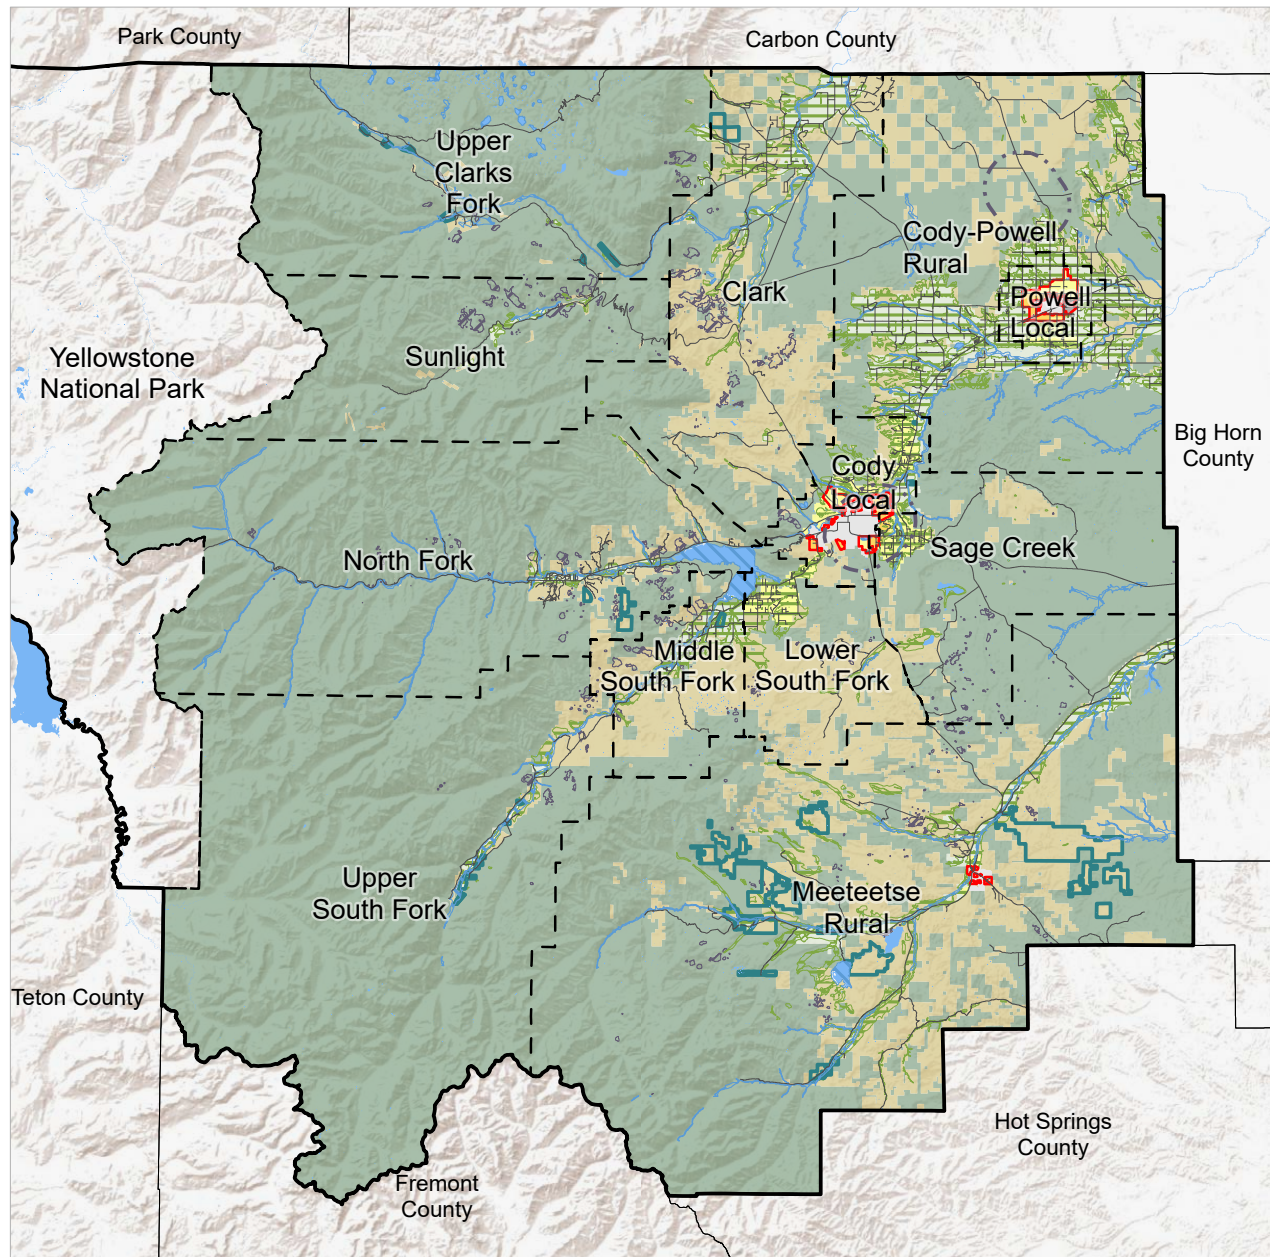 Park County
Carbon County
Upper
Clarks
Fork
Cody-Powell
Rural
Clark
Powell
Local
Yellowstone
National Park
Sunlight
Big Horn
County
Cody
Local
North Fork
Sage Creek
Middle
South Fork
Lower
South Fork
Upper
South Fork
Meeteetse
Rural
Teton County
Hot Springs
County
Fremont
County